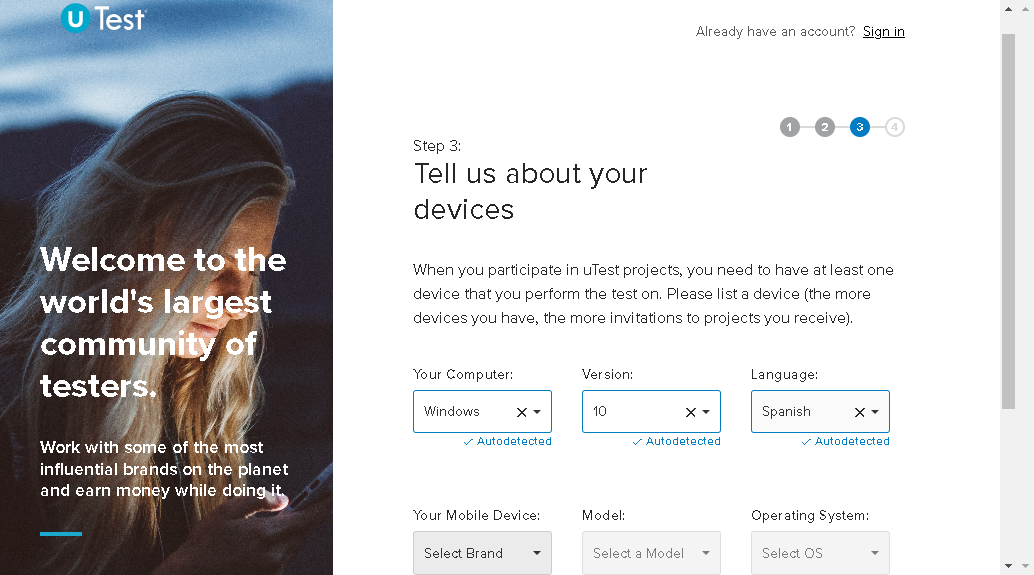 uTest
Already have an account? Sign in
1 2 3 4
Step 3:
Tell us about your
devices
Welcome to the
world's largest
community of
testers.
Work with some of the most
influential brands on the planet
and earn money while doing it.
When you participate in uTest projects, you need to have at least one
device that you perform the test on. Please list a device (the more
devices you have, the more invitations to projects you receive).
Your Computer: Version: Language:
Windows 10 Spanish
Autodetected Autodetected Autodetected
Your Mobile Device: Model: Operating System:
Select Brand Select a Model Select OS